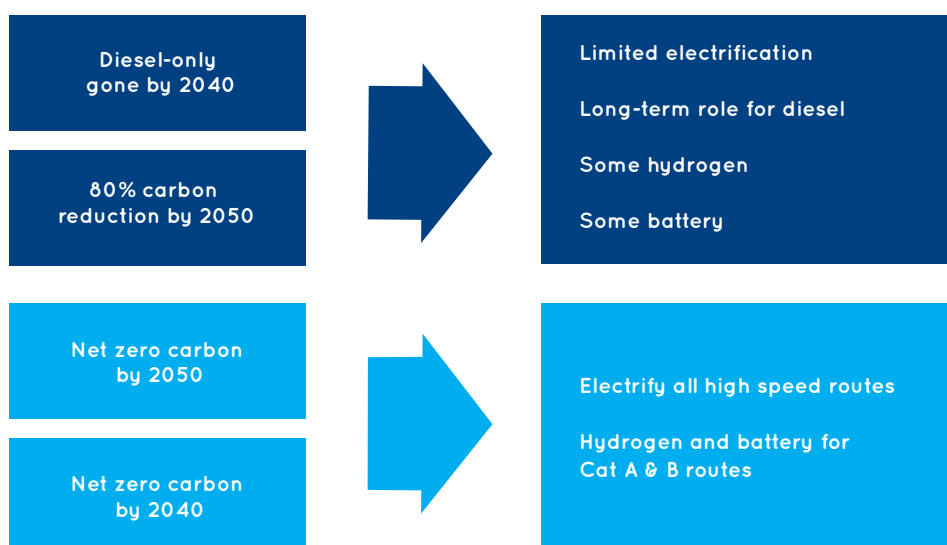 Diesel-only
gone by 2040
80% carbon
reduction by 2050
Limited electrification
Long-term role for diesel
Some hydrogen
Some battery
Net zero carbon
by 2050
Net zero carbon
by 2040
Electrify all high speed routes
Hydrogen and battery for
Cat A & B routes